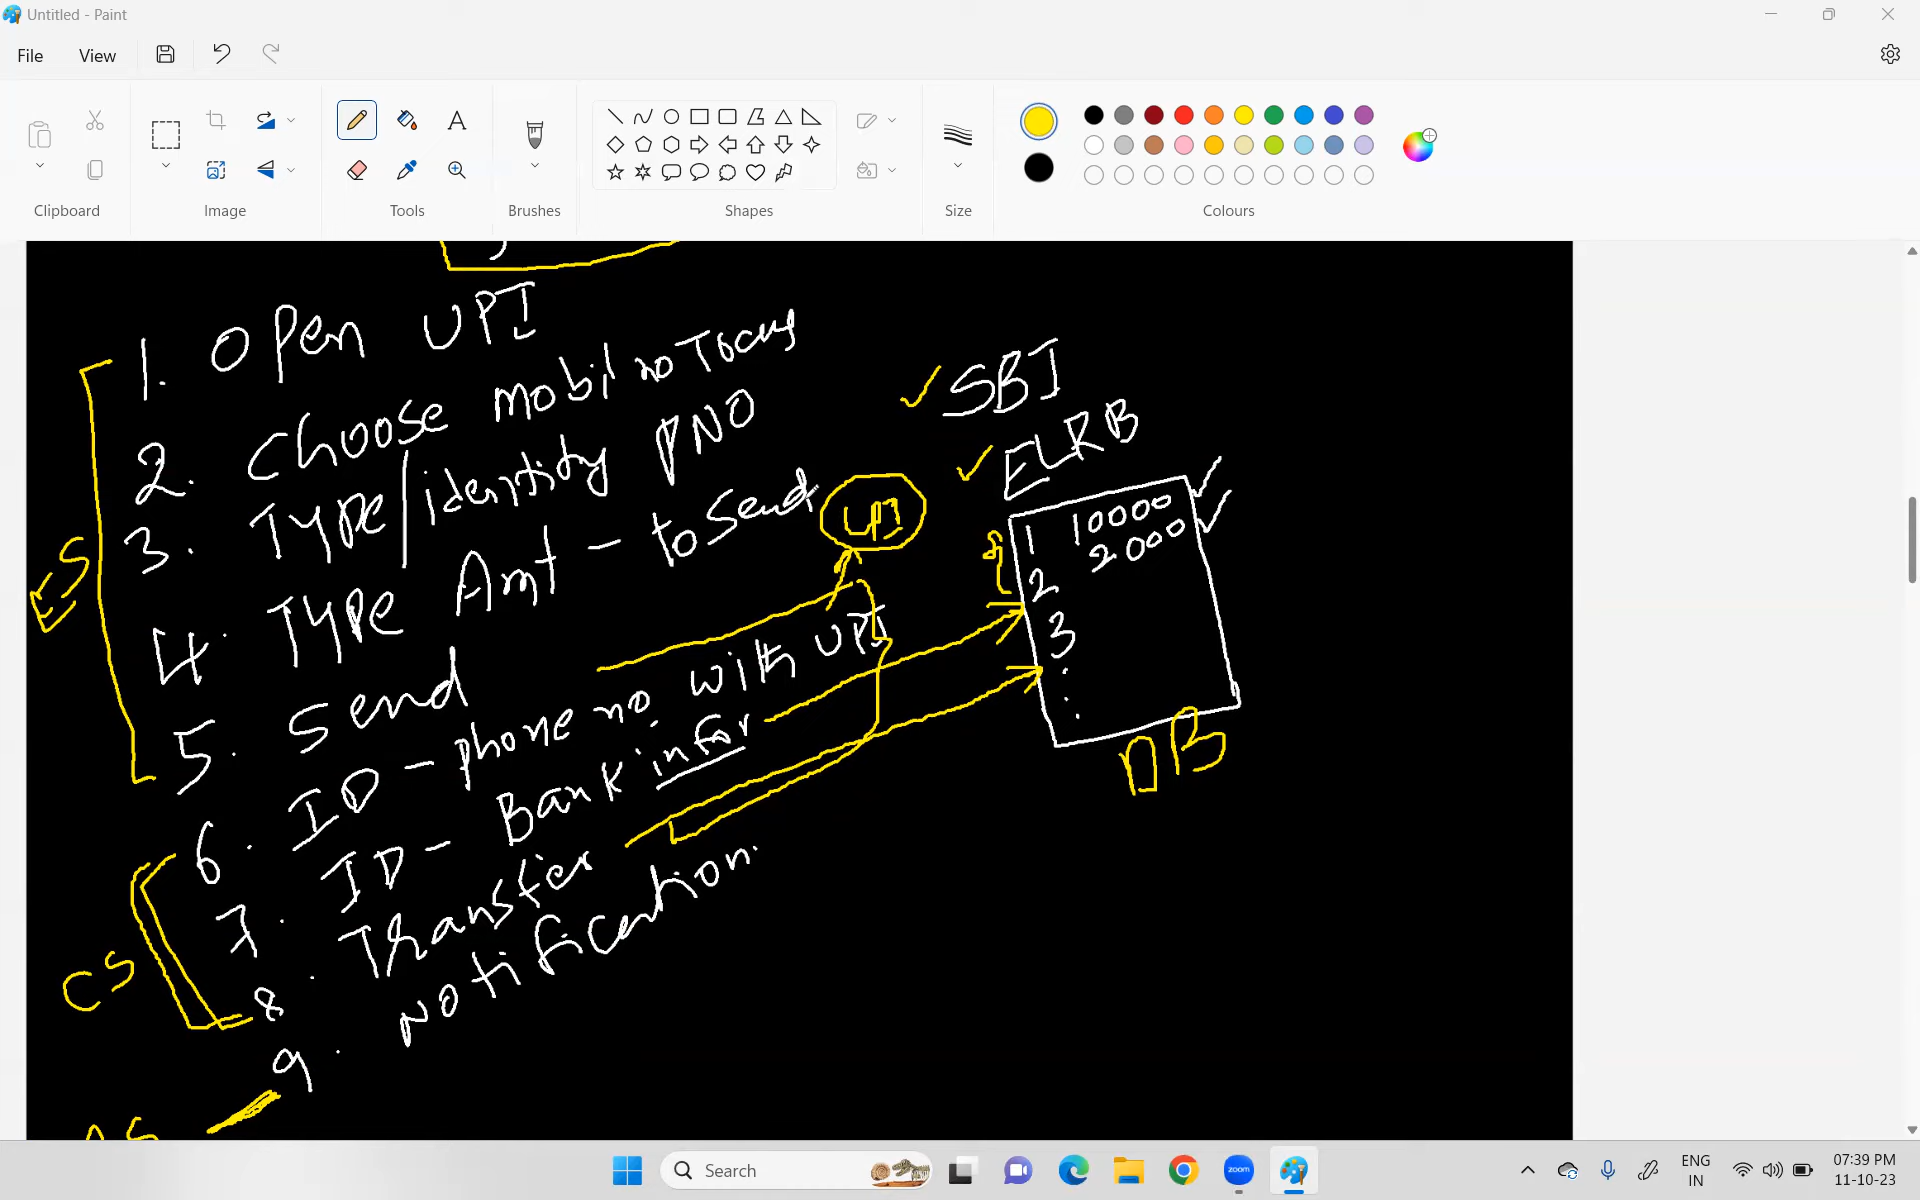 Untitled - Paint
File View
Clipboard Image Tools Brushes Shapes Size Colours
1. Open UPI
2. Choose mobil no Tocus
3. TYPE/identity PNO
4. TYPE Amt - to send
5. Send
6. ID - phone no with UPI
7. ID - Bank infor
8. Transfer
9. notification.
ES
CS
UPI
SBI
ELRB
1 10000
2000
2
3
DB
Search
zoom
ENG
IN
07:39 PM
11-10-23